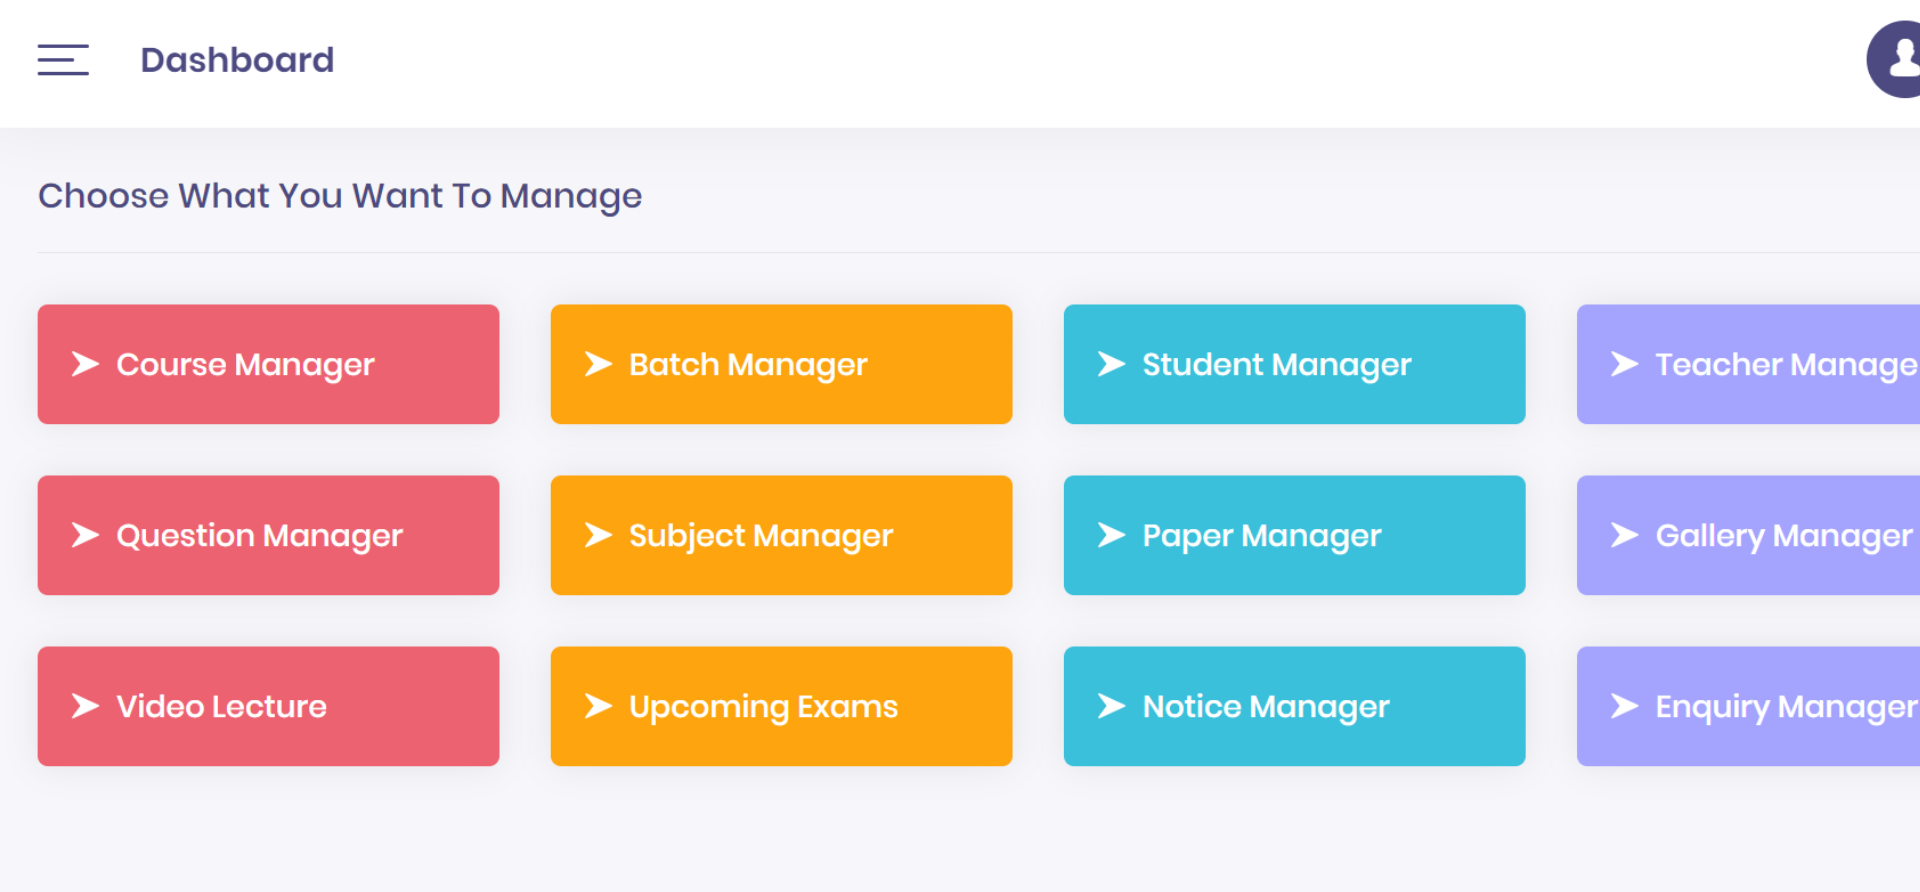 Dashboard
Choose What You Want To Manage
Course Manager
Batch Manager
Student Manager
Teacher Manage
Question Manager
Subject Manager
Paper Manager
Gallery Manager
Video Lecture
Upcoming Exams
Notice Manager
Enquiry Manager